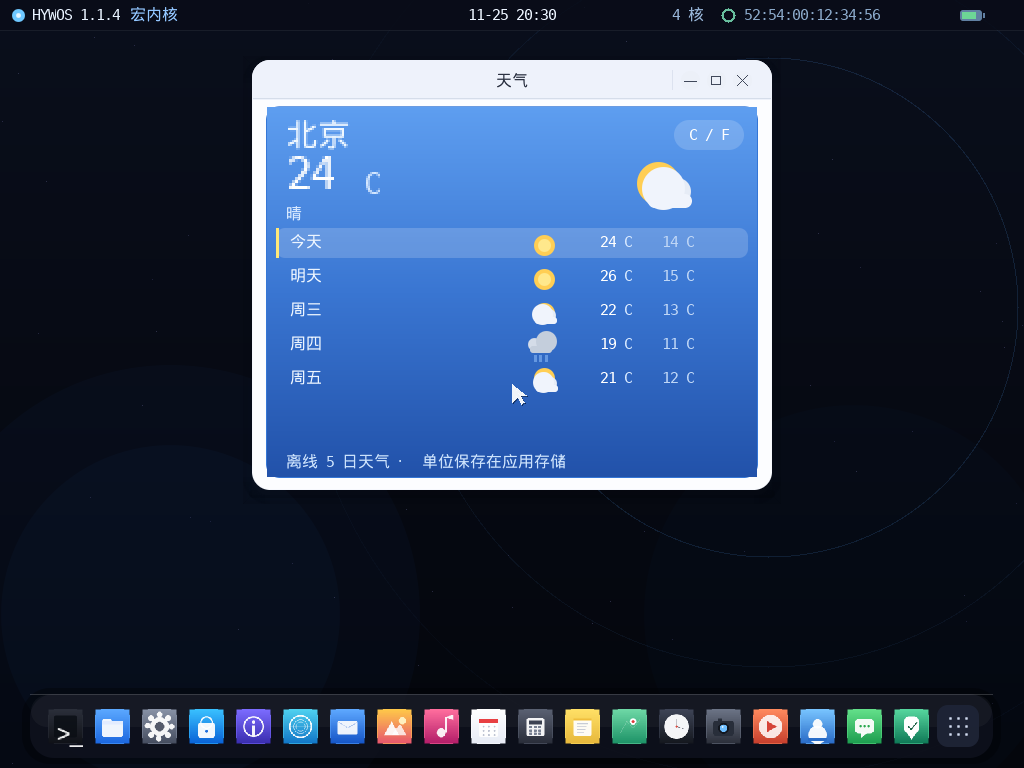 HYWOS 1.1.4 宏内核 11-25 20:30 4 核 52:54:00:12:34:56
天气
北京
C / F
24 C
晴
今天 24 C 14 C
明天 26 C 15 C
周三 22 C 13 C
周四 19 C 11 C
周五 21 C 12 C
离线 5 日天气 · 单位保存在应用存储
>_